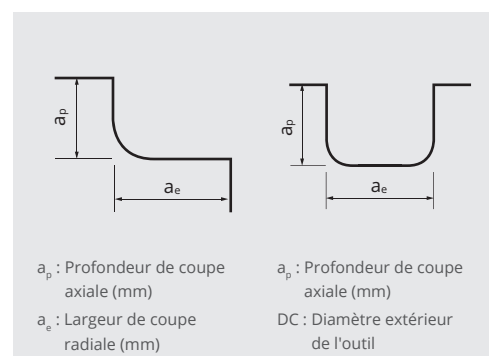 aₚ
aₑ
aₚ
aₑ
aₚ : Profondeur de coupe
axiale (mm)
aₑ : Largeur de coupe
radiale (mm)
aₚ : Profondeur de coupe
axiale (mm)
DC : Diamètre extérieur
de l'outil